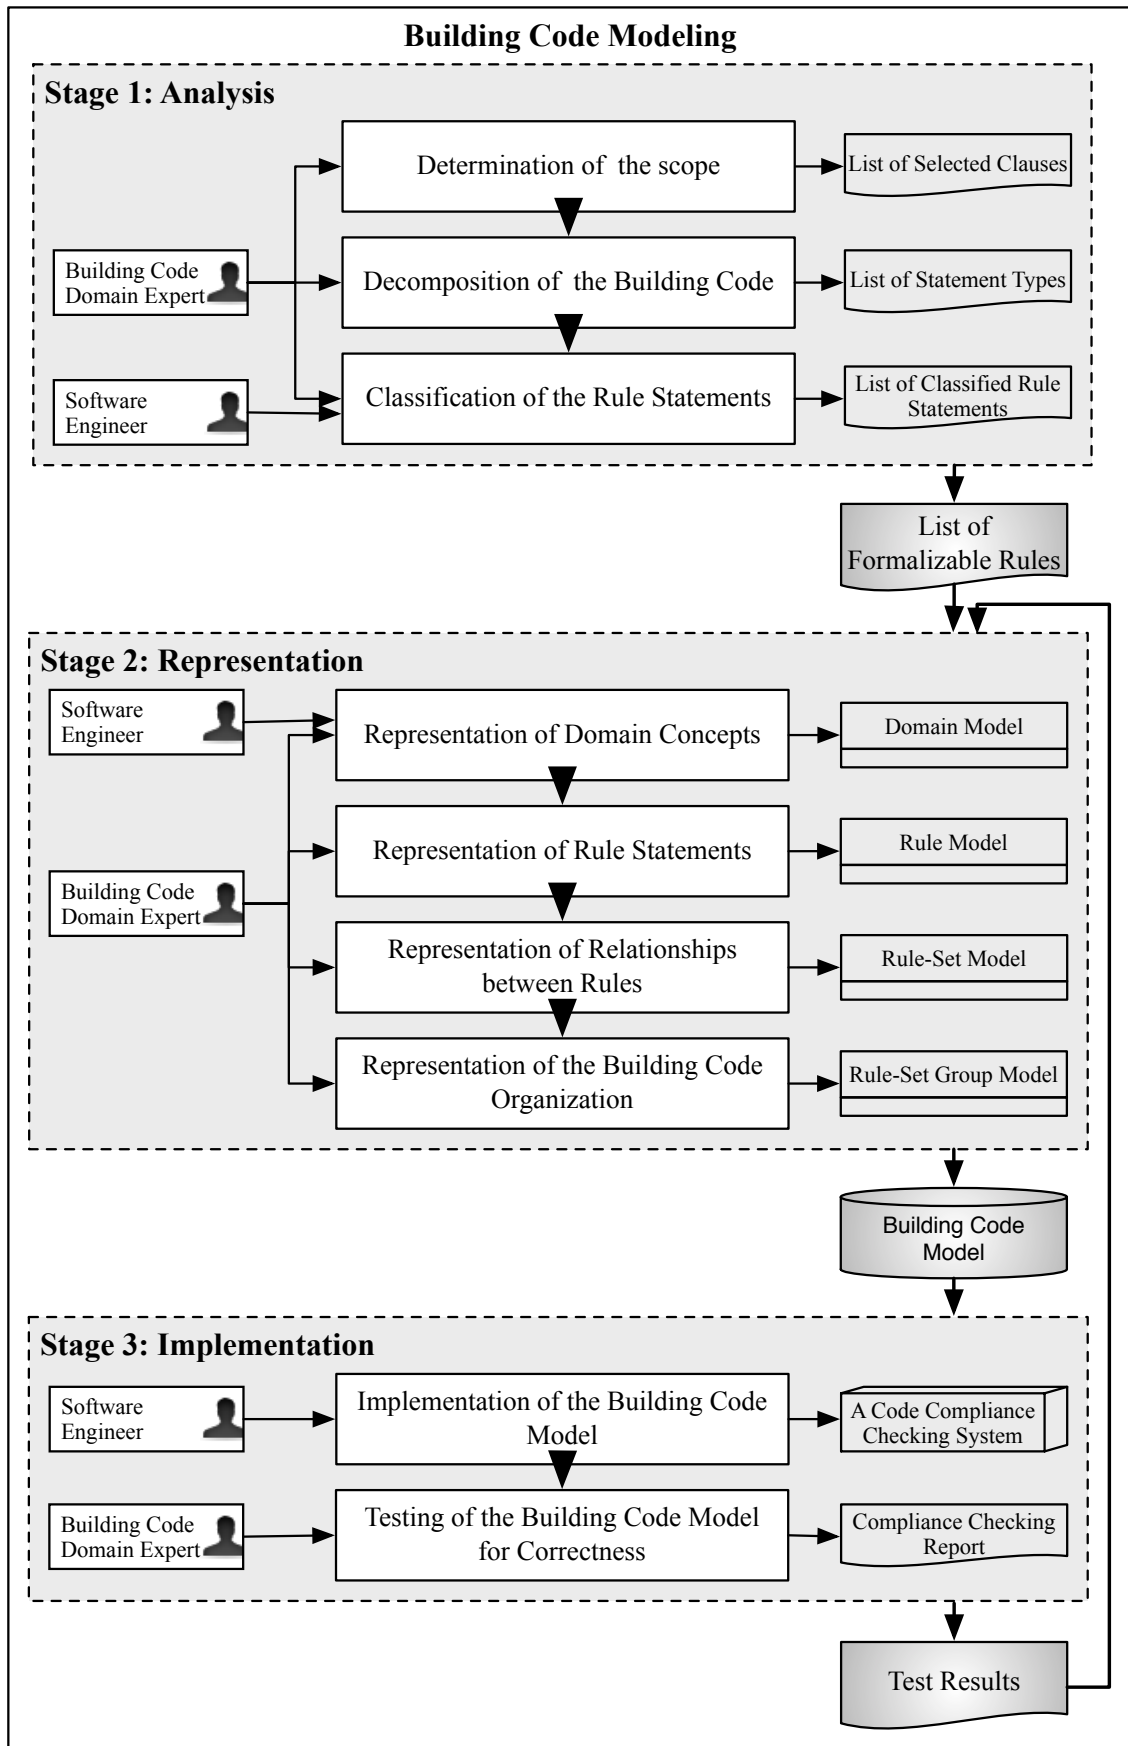 Building Code Modeling
Stage 1: Analysis
Determination of the scope
List of Selected Clauses
Building Code
Domain Expert
Decomposition of the Building Code
List of Statement Types
Software
Engineer
Classification of the Rule Statements
List of Classified Rule
Statements
List of
Formalizable Rules
Stage 2: Representation
Software
Engineer
Representation of Domain Concepts
Domain Model
Representation of Rule Statements
Rule Model
Building Code
Domain Expert
Representation of Relationships
between Rules
Rule-Set Model
Representation of the Building Code
Organization
Rule-Set Group Model
Building Code
Model
Stage 3: Implementation
Software
Engineer
Implementation of the Building Code
Model
A Code Compliance
Checking System
Building Code
Domain Expert
Testing of the Building Code Model
for Correctness
Compliance Checking
Report
Test Results